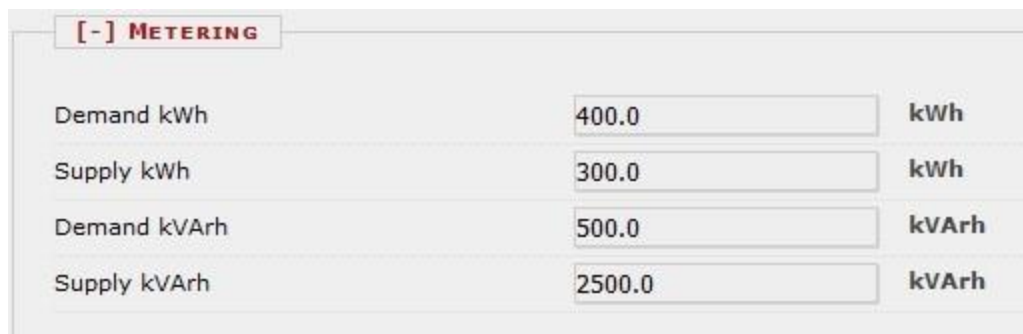 [-] METERING
Demand kWh 400.0 kWh
Supply kWh 300.0 kWh
Demand kVArh 500.0 kVArh
Supply kVArh 2500.0 kVArh